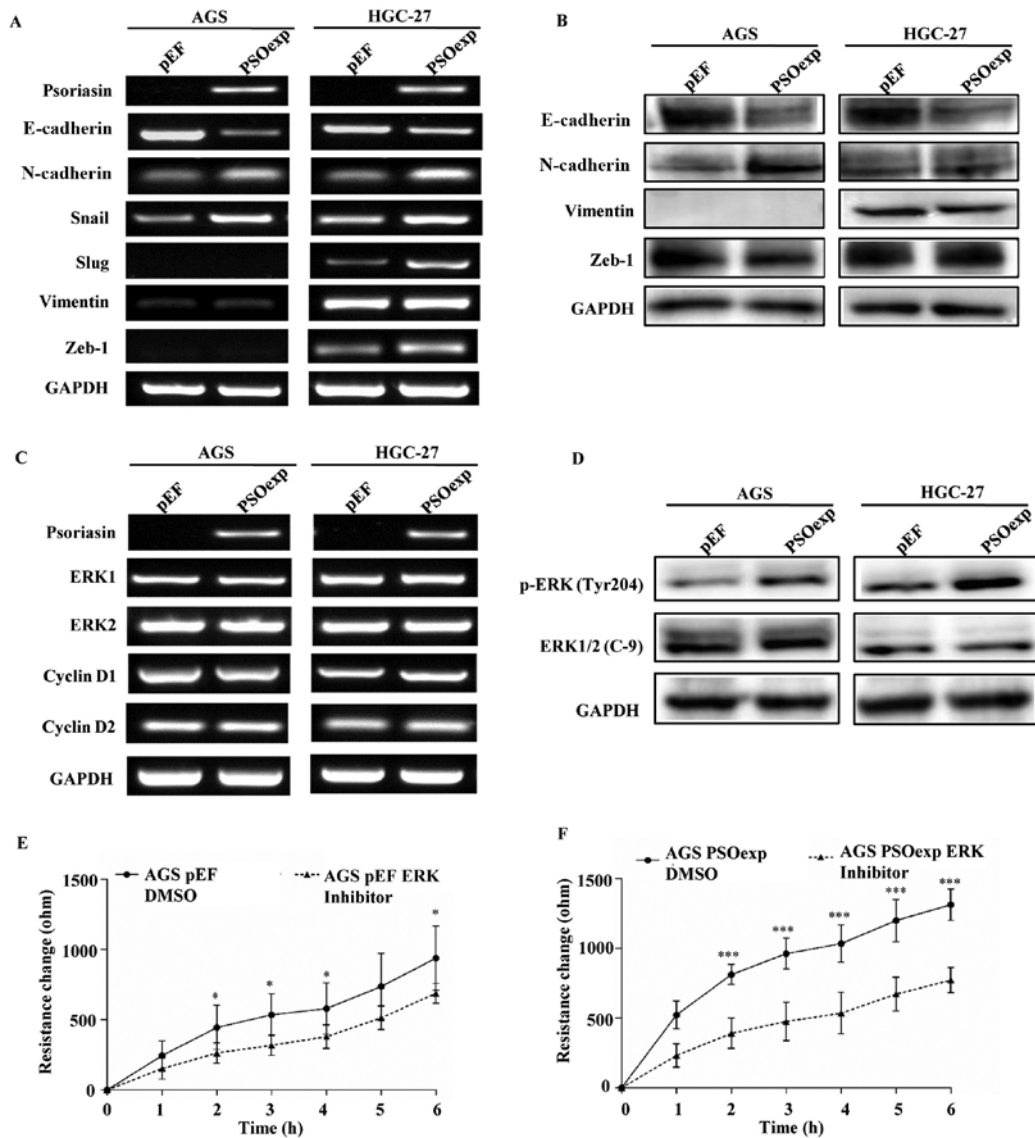 A
AGS
HGC-27
pEF
PSOexp
pEF
PSOexp
Psoriasin
E-cadherin
N-cadherin
Snail
Slug
Vimentin
Zeb-1
GAPDH
B
AGS
HGC-27
pEF
PSOexp
pEF
PSOexp
E-cadherin
N-cadherin
Vimentin
Zeb-1
GAPDH
C
AGS
HGC-27
pEF
PSOexp
pEF
PSOexp
Psoriasin
ERK1
ERK2
Cyclin D1
Cyclin D2
GAPDH
D
AGS
HGC-27
pEF
PSOexp
pEF
PSOexp
p-ERK (Tyr204)
ERK1/2 (C-9)
GAPDH
E
AGS pEF
DMSO
AGS pEF ERK
Inhibitor
Resistance change (ohm)
1500
1000
500
0
* * * *
0 1 2 3 4 5 6
Time (h)
F
AGS PSOexp
DMSO
AGS PSOexp ERK
Inhibitor
Resistance change (ohm)
1500
1000
500
0
*** *** *** *** ***
0 1 2 3 4 5 6
Time (h)